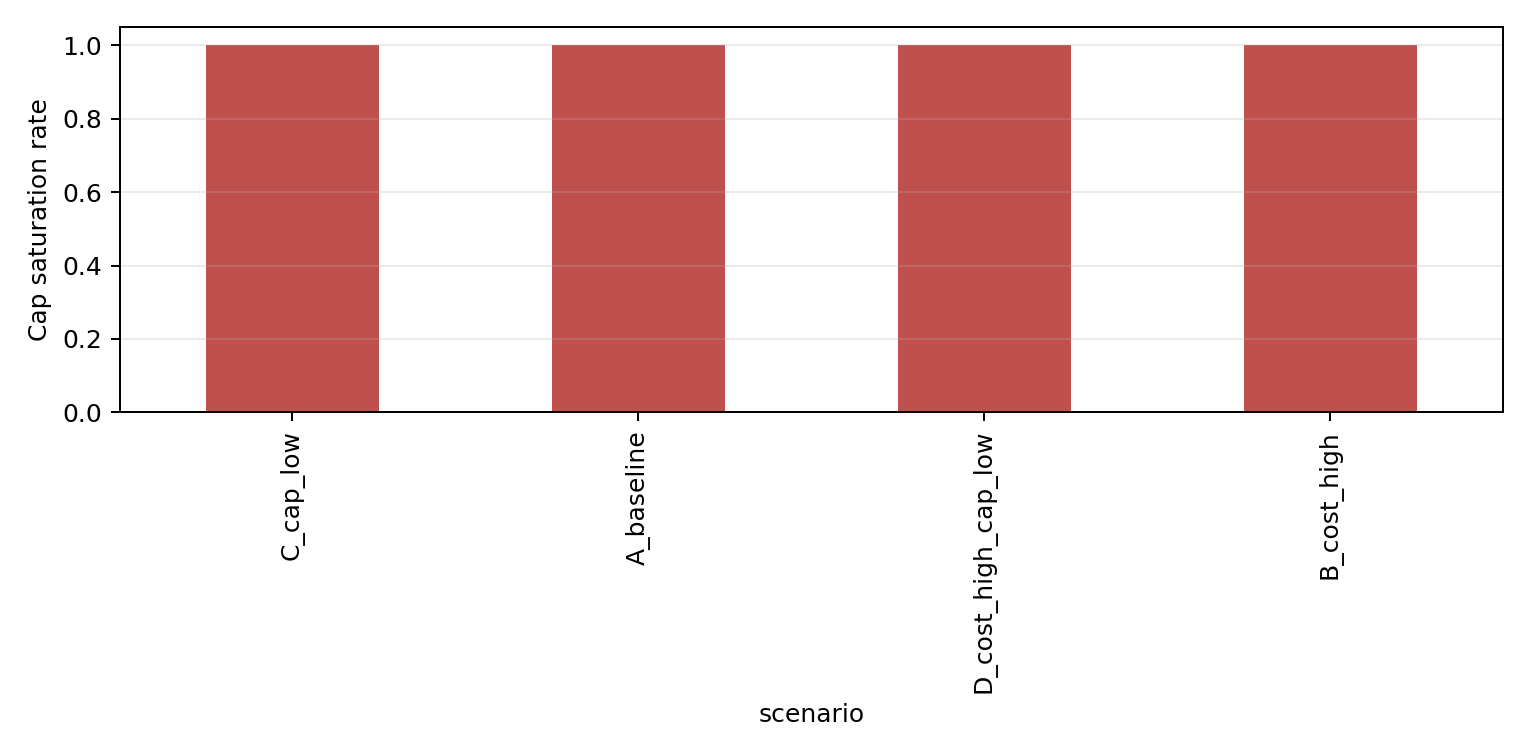 Cap saturation rate
1.0
0.8
0.6
0.4
0.2
0.0
C_cap_low
A_baseline
D_cost_high_cap_low
B_cost_high
scenario